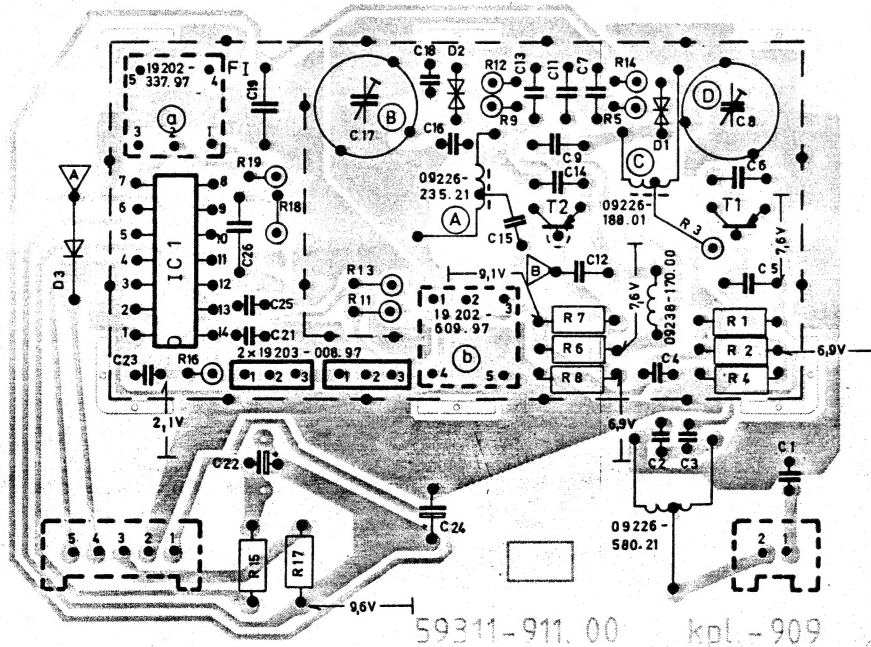 19202-
337.97
FI
5
4
a
3
2
1
C19
C17
B
C18
D2
R12
C13
C11
C7
R14
R9
R5
D1
D
C8
C16
09226-
235.21
A
C9
C14
C15
T2
C
09226-
188.01
R3
C6
T1
7,6V
A
D3
7
6
5
4
3
2
1
IC1
8
9
10
11
12
13
14
R19
R18
C26
C25
C21
R13
R11
9,1V
B
C12
7,6V
09238-170.00
C5
1
2
3
19202-
609.97
b
4
5
R7
R6
R8
R1
R2
R4
6,9V
C4
C23
R16
2×19203-008.97
1
2
3
1
2
3
2,1V
6,9V
C2
C3
C1
C22
+
C24
09226-
580.21
5
4
3
2
1
R15
R17
2
1
9,6V
59311-911.00
kpl.-909